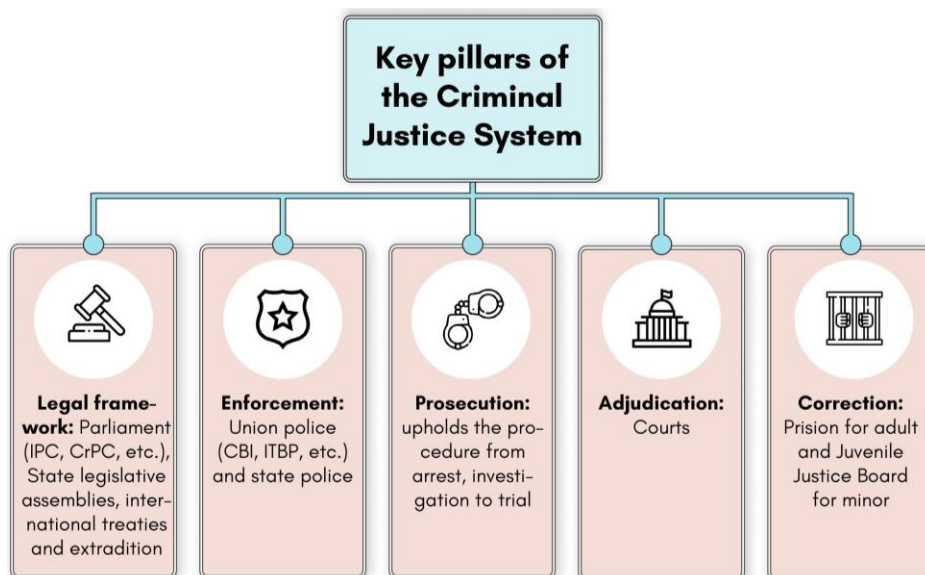 Key pillars of
the Criminal
Justice System
Legal frame-
work: Parliament
(IPC, CrPC, etc.),
State legislative
assemblies, inter-
national treaties
and extradition
Enforcement:
Union police
(CBI, ITBP, etc.)
and state police
Prosecution:
upholds the pro-
cedure from
arrest, investi-
gation to trial
Adjudication:
Courts
Correction:
Prision for adult
and Juvenile
Justice Board
for minor